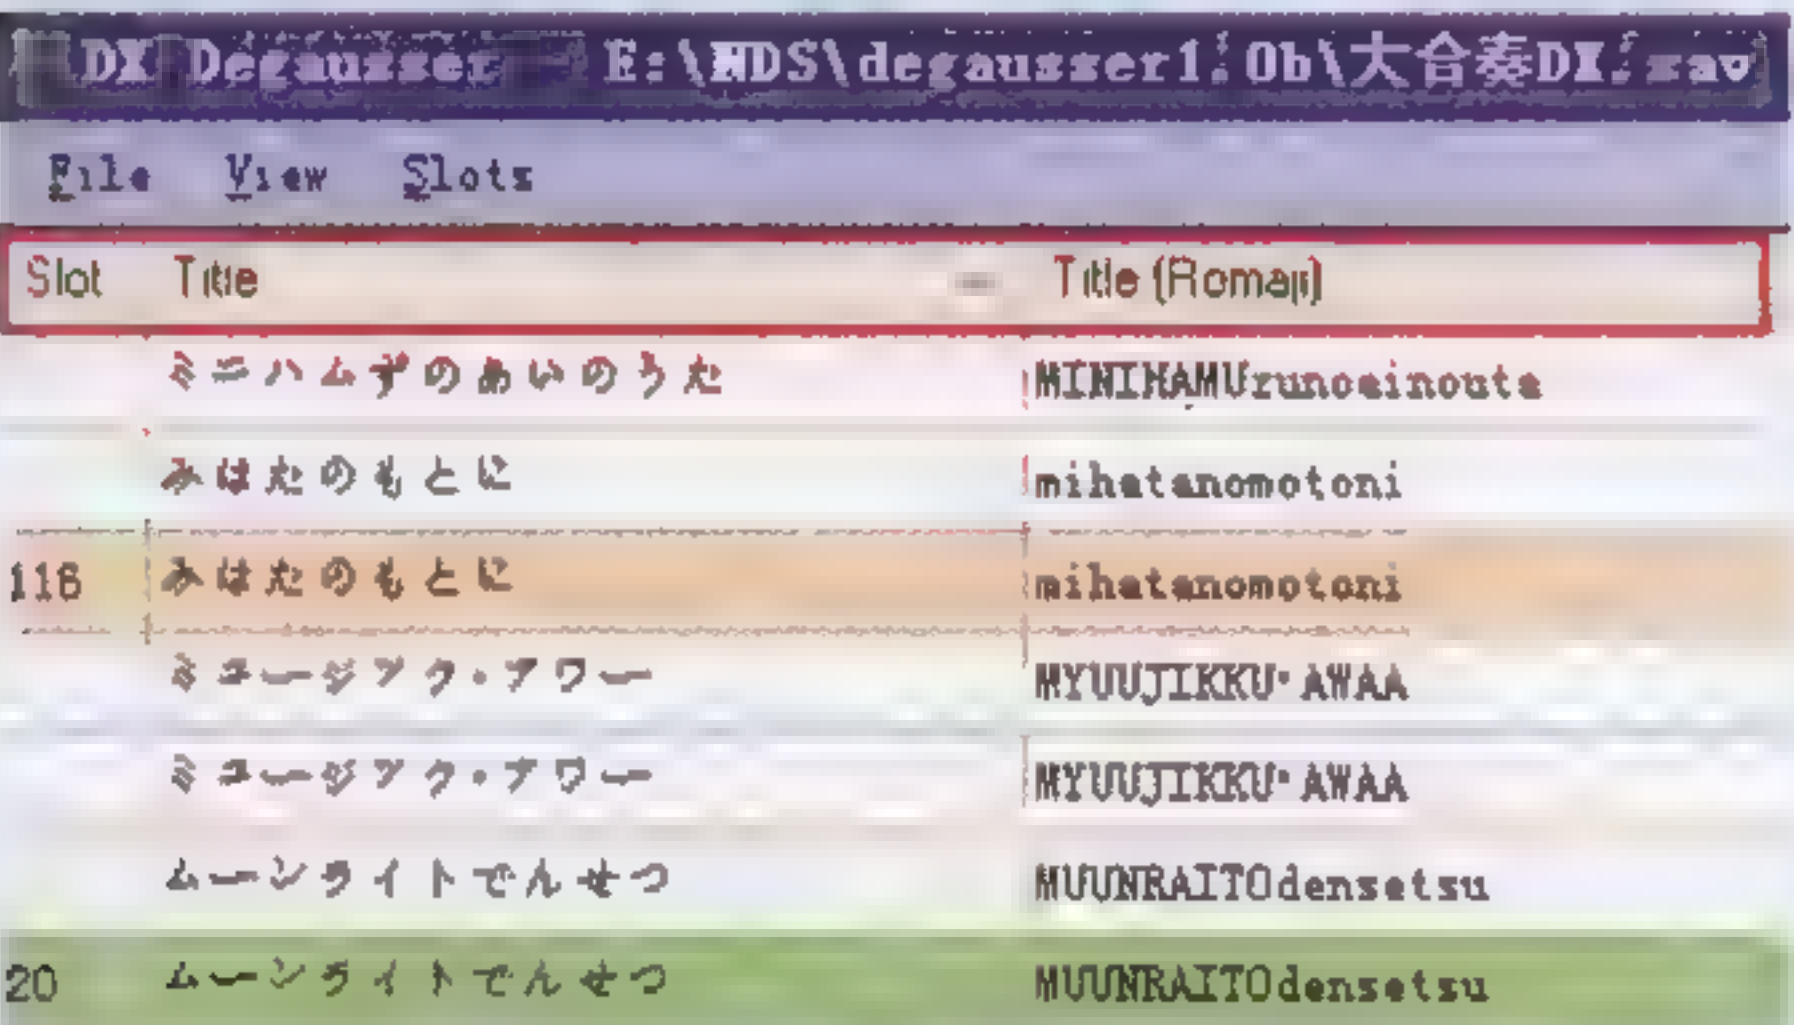 DX Degausser - E:\NDS\degausser1.0b\大合奏DX.sav
File View Slots
Slot Title Title (Romaji)
ミニハムずのあいのうた MINIHAMUzunoainouta
みはたのもとに mihatanomotoni
116 みはたのもとに mihatanomotoni
ミュージック・アワー MYUUJIKKU・AWAA
ミュージック・アワー MYUUJIKKU・AWAA
ムーンライトでんせつ MUUNRAITOdensetsu
20 ムーンライトでんせつ MUUNRAITOdensetsu